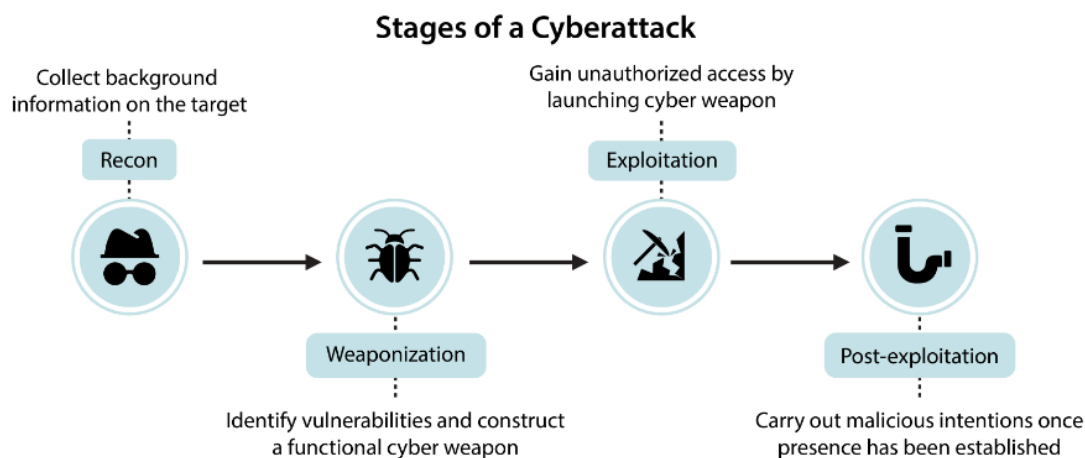 Stages of a Cyberattack
Collect background
information on the target
Recon
Weaponization
Identify vulnerabilities and construct
a functional cyber weapon
Gain unauthorized access by
launching cyber weapon
Exploitation
Post-exploitation
Carry out malicious intentions once
presence has been established